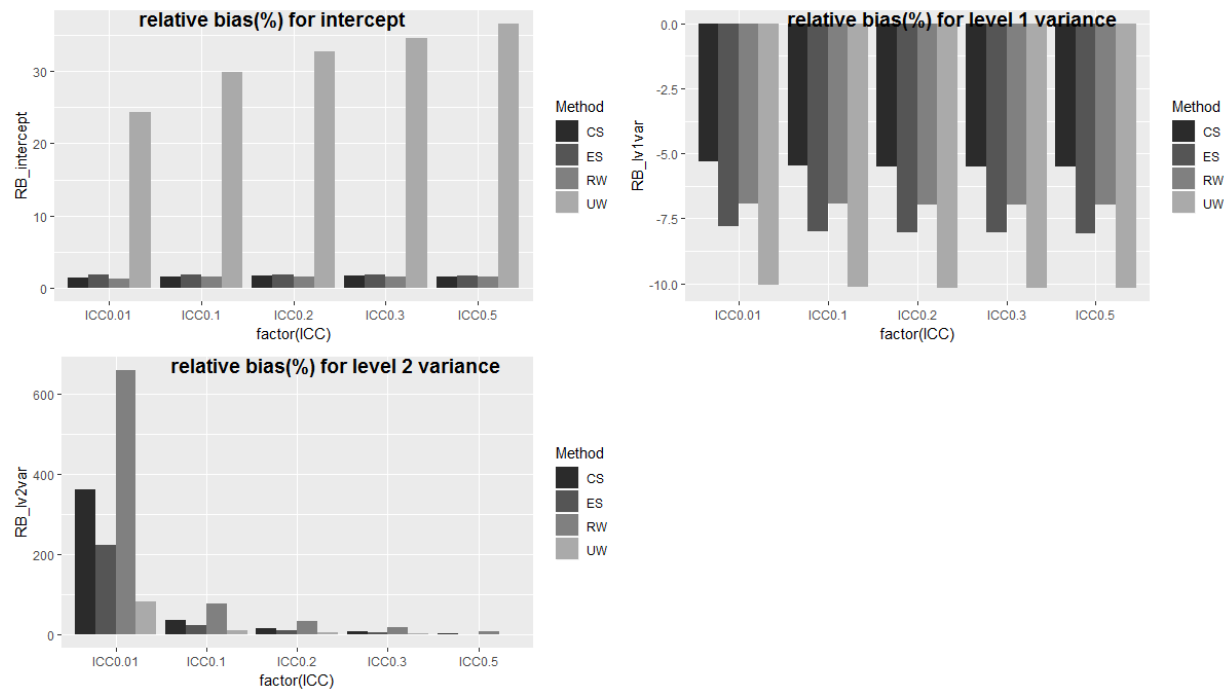 relative bias(%) for intercept
RB_intercept
30
20
10
0
ICC0.01 ICC0.1 ICC0.2 ICC0.3 ICC0.5
factor(ICC)
Method
CS
ES
RW
UW
relative bias(%) for level 1 variance
RB_lv1var
0.0
-2.5
-5.0
-7.5
-10.0
ICC0.01 ICC0.1 ICC0.2 ICC0.3 ICC0.5
factor(ICC)
Method
CS
ES
RW
UW
relative bias(%) for level 2 variance
RB_lv2var
600
400
200
0
ICC0.01 ICC0.1 ICC0.2 ICC0.3 ICC0.5
factor(ICC)
Method
CS
ES
RW
UW